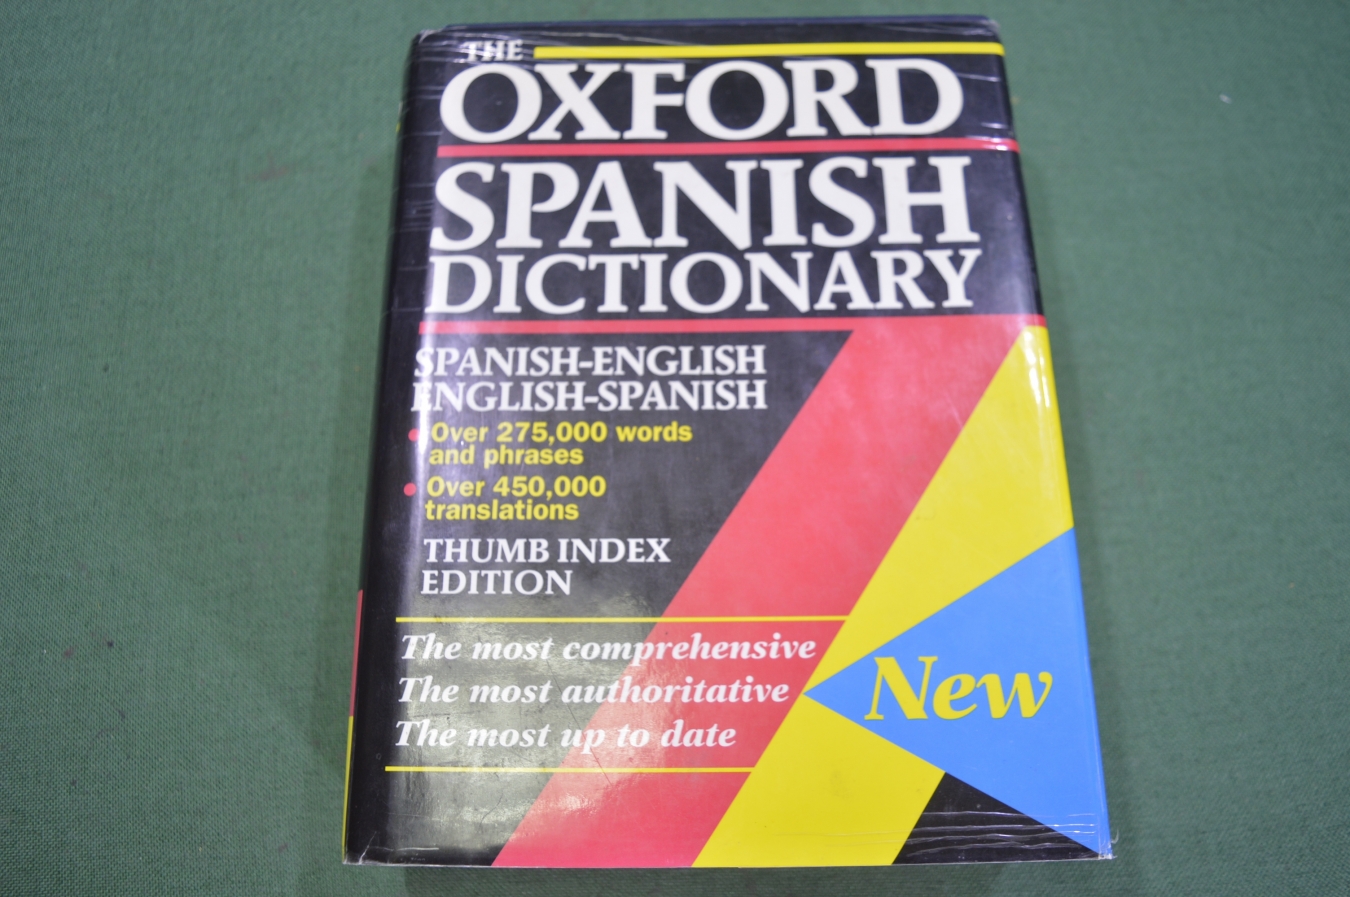 THE
OXFORD
SPANISH
DICTIONARY
SPANISH-ENGLISH
ENGLISH-SPANISH
• Over 275,000 words
and phrases
• Over 450,000
translations
THUMB INDEX
EDITION
The most comprehensive
The most authoritative
The most up to date
New